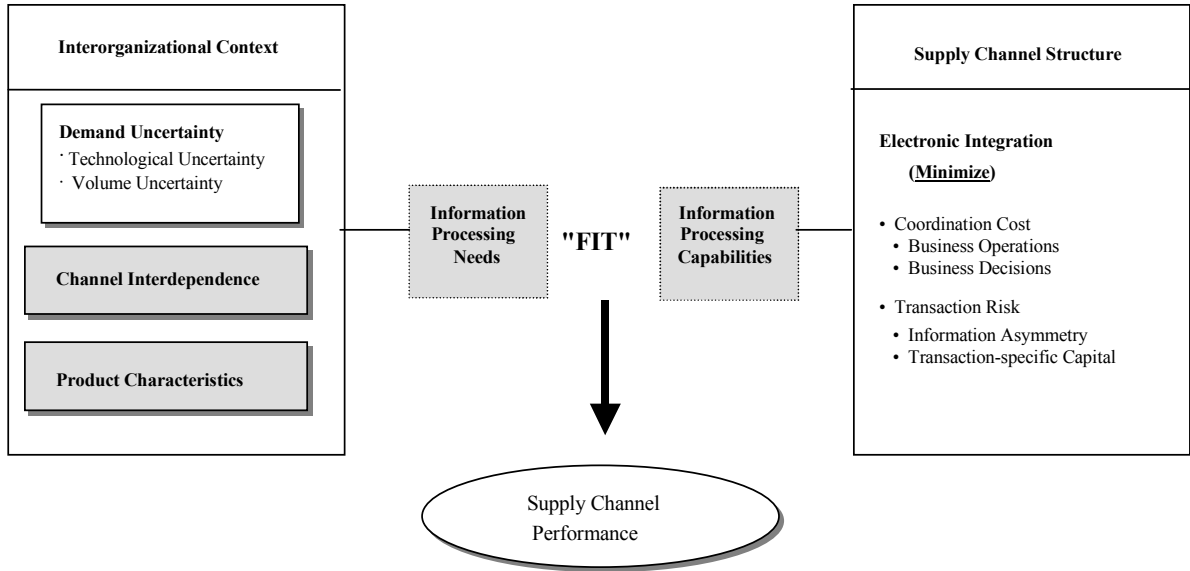 Interorganizational Context
Demand Uncertainty
· Technological Uncertainty
· Volume Uncertainty
Channel Interdependence
Product Characteristics
Information
Processing
Needs
"FIT"
Information
Processing
Capabilities
Supply Channel
Performance
Supply Channel Structure
Electronic Integration
(Minimize)
• Coordination Cost
• Business Operations
• Business Decisions
• Transaction Risk
• Information Asymmetry
• Transaction-specific Capital